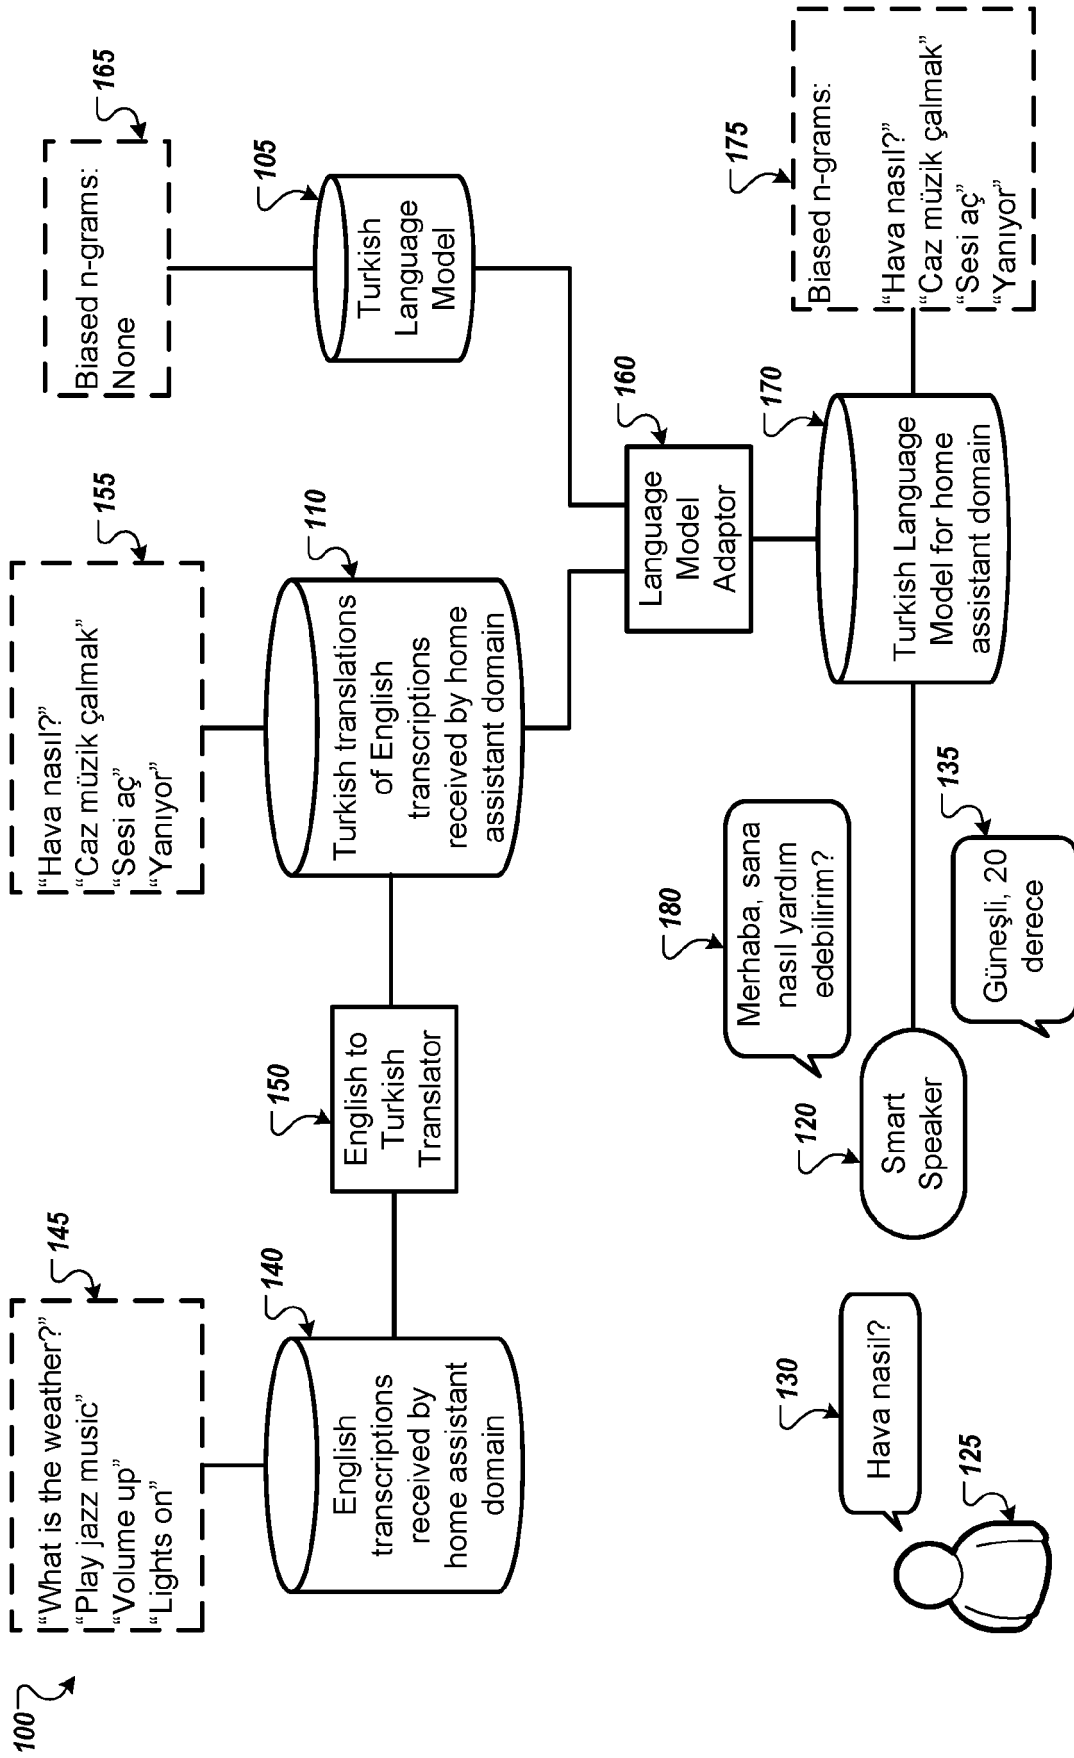 100
145
"What is the weather?"
"Play jazz music"
"Volume up"
"Lights on"
140
English
transcriptions
received by
home assistant
domain
150
English to
Turkish
Translator
155
"Hava nasıl?"
"Caz müzik çalmak"
"Sesi aç"
"Yanıyor"
110
Turkish translations
of English
transcriptions
received by home
assistant domain
165
Biased n-grams:
None
105
Turkish
Language
Model
160
Language
Model
Adaptor
170
Turkish Language
Model for home
assistant domain
175
Biased n-grams:
"Hava nasıl?"
"Caz müzik çalmak"
"Sesi aç"
"Yanıyor"
180
Merhaba, sana
nasıl yardım
edebilirim?
120
Smart
Speaker
135
Güneşli, 20
derece
130
Hava nasil?
125